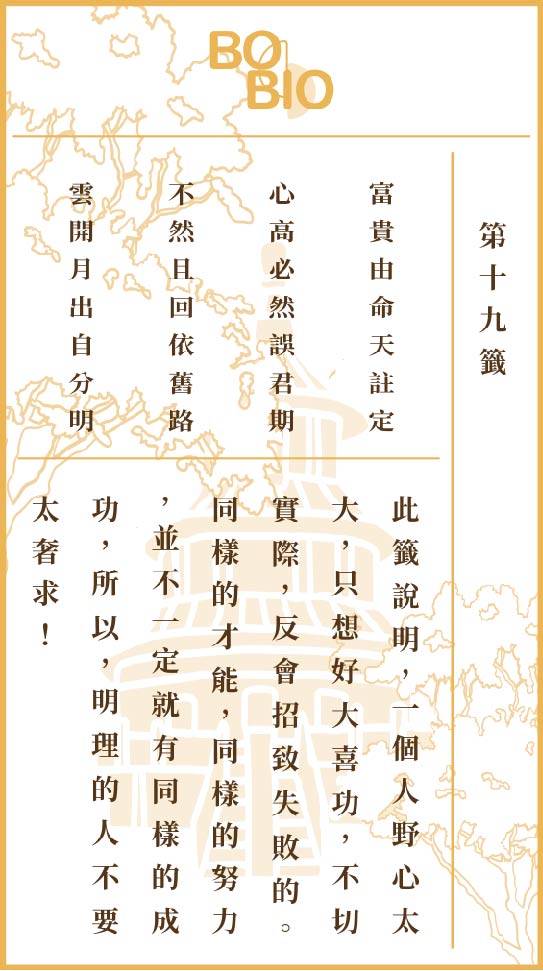 BO
BIO
第十九籤
富貴由命天註定
心高必然誤君期
不然且回依舊路
雲開月出自分明
此籤說明，一個人野心太
大，只想好大喜功，不切
實際，反會招致失敗的。
同樣的才能，同樣的努力
，並不一定就有同樣的成
功，所以，明理的人不要
太奢求！